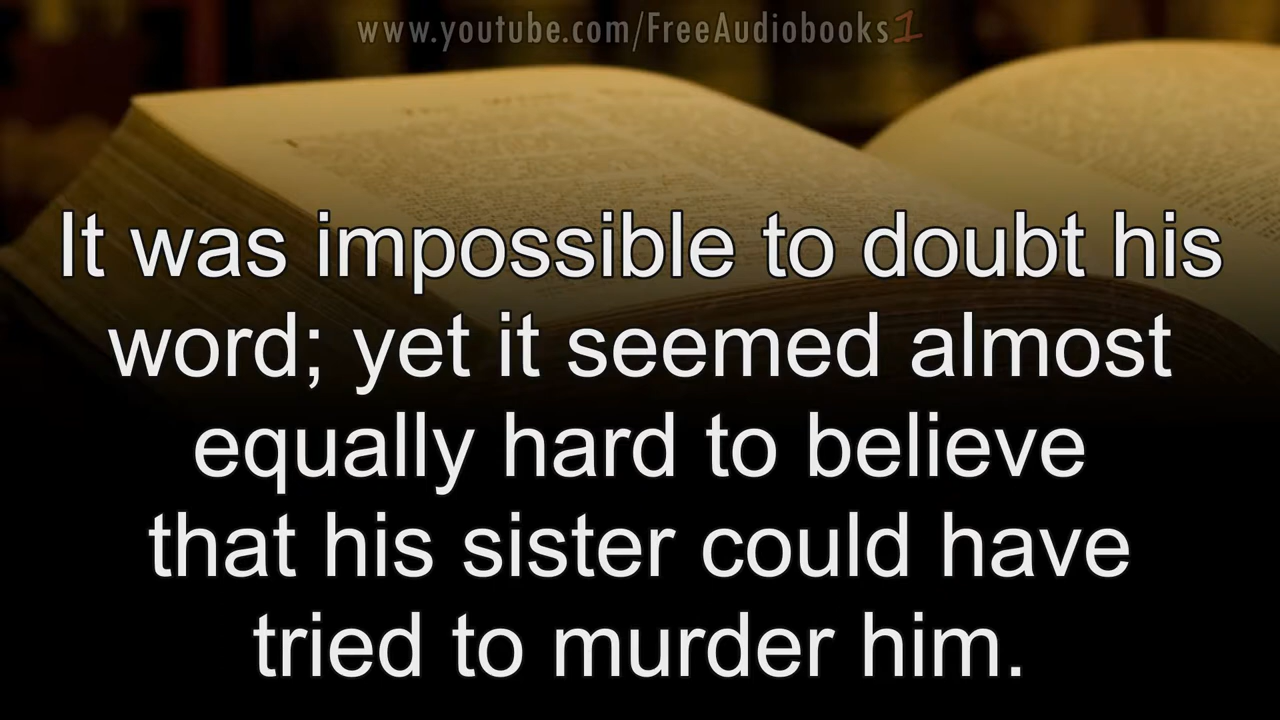 www.youtube.com/FreeAudiobooks1
It was impossible to doubt his
word; yet it seemed almost
equally hard to believe
that his sister could have
tried to murder him.